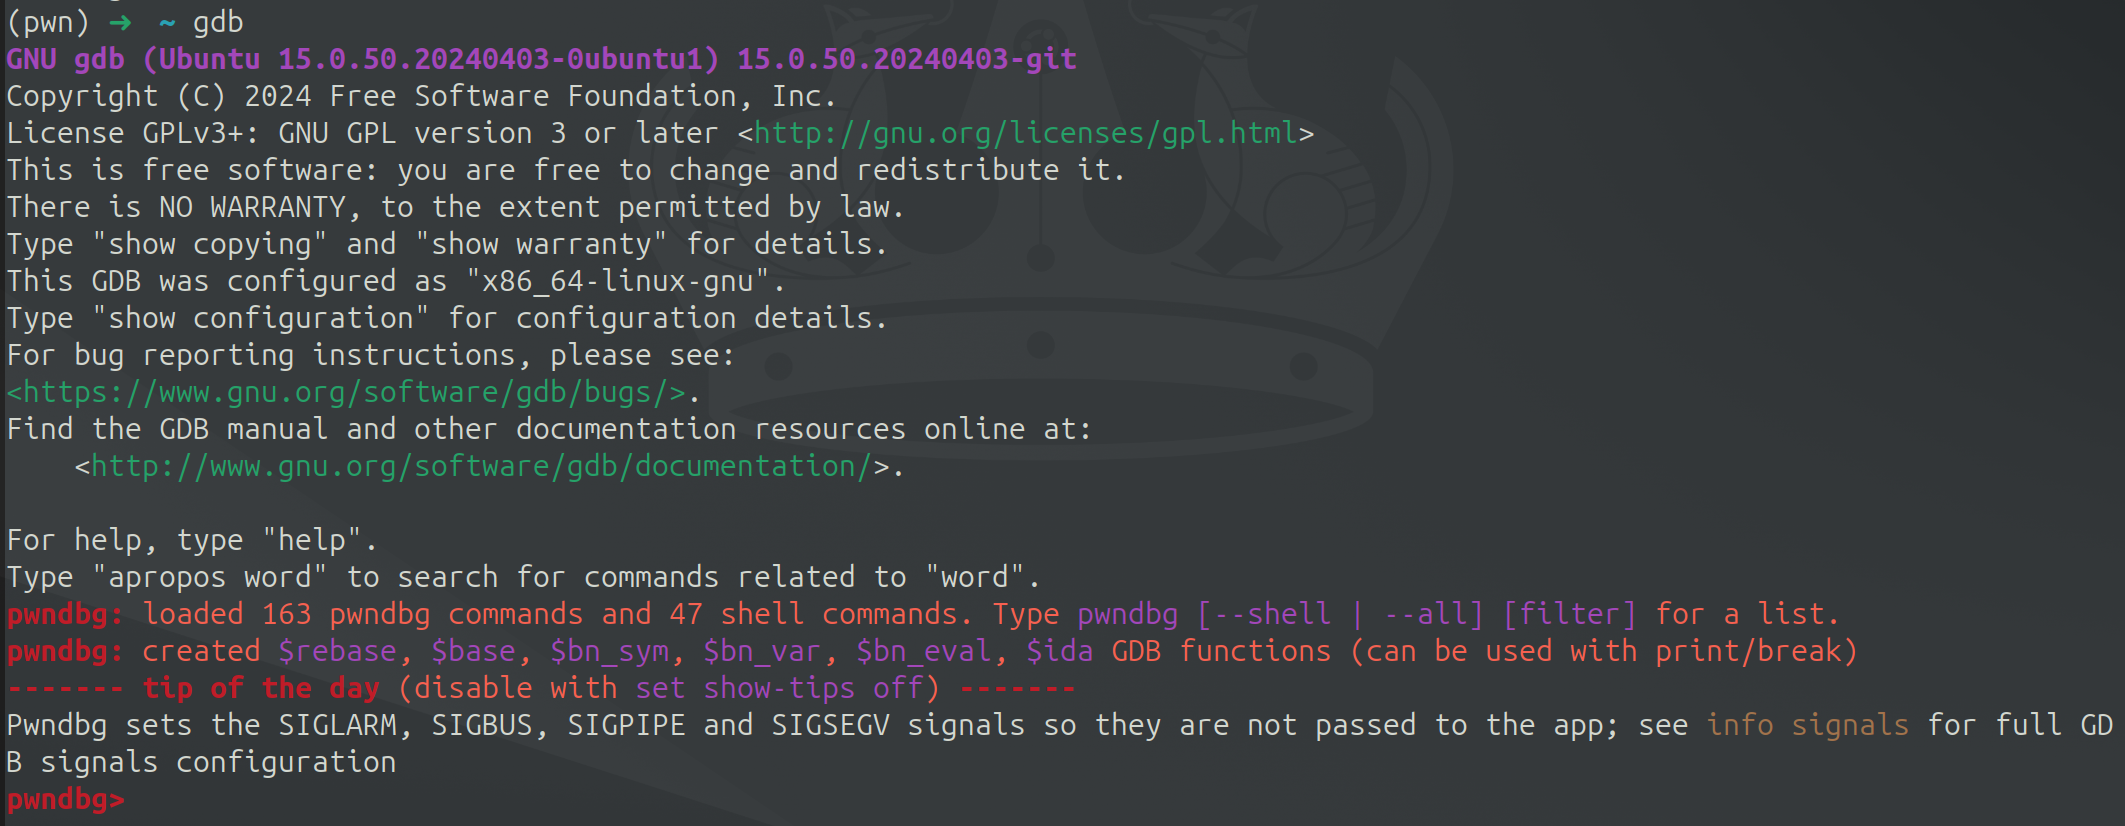 (pwn) ➜  ~ gdb
GNU gdb (Ubuntu 15.0.50.20240403-0ubuntu1) 15.0.50.20240403-git
Copyright (C) 2024 Free Software Foundation, Inc.
License GPLv3+: GNU GPL version 3 or later <http://gnu.org/licenses/gpl.html>
This is free software: you are free to change and redistribute it.
There is NO WARRANTY, to the extent permitted by law.
Type "show copying" and "show warranty" for details.
This GDB was configured as "x86_64-linux-gnu".
Type "show configuration" for configuration details.
For bug reporting instructions, please see:
<https://www.gnu.org/software/gdb/bugs/>.
Find the GDB manual and other documentation resources online at:
    <http://www.gnu.org/software/gdb/documentation/>.

For help, type "help".
Type "apropos word" to search for commands related to "word".
pwndbg: loaded 163 pwndbg commands and 47 shell commands. Type pwndbg [--shell | --all] [filter] for a list.
pwndbg: created $rebase, $base, $bn_sym, $bn_var, $bn_eval, $ida GDB functions (can be used with print/break)
------- tip of the day (disable with set show-tips off) -------
Pwndbg sets the SIGLARM, SIGBUS, SIGPIPE and SIGSEGV signals so they are not passed to the app; see info signals for full GD
B signals configuration
pwndbg>